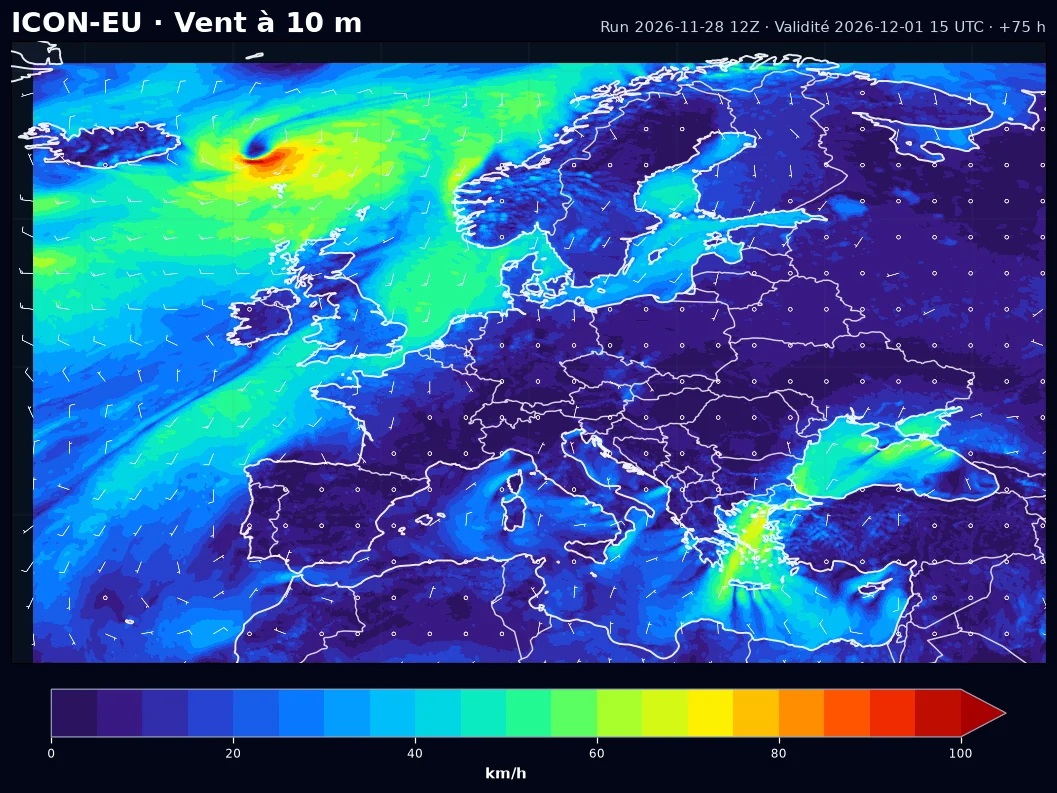 ICON-EU · Vent à 10 m
Run 2026-11-28 12Z · Validité 2026-12-01 15 UTC · +75 h
0 20 40 60 80 100
km/h